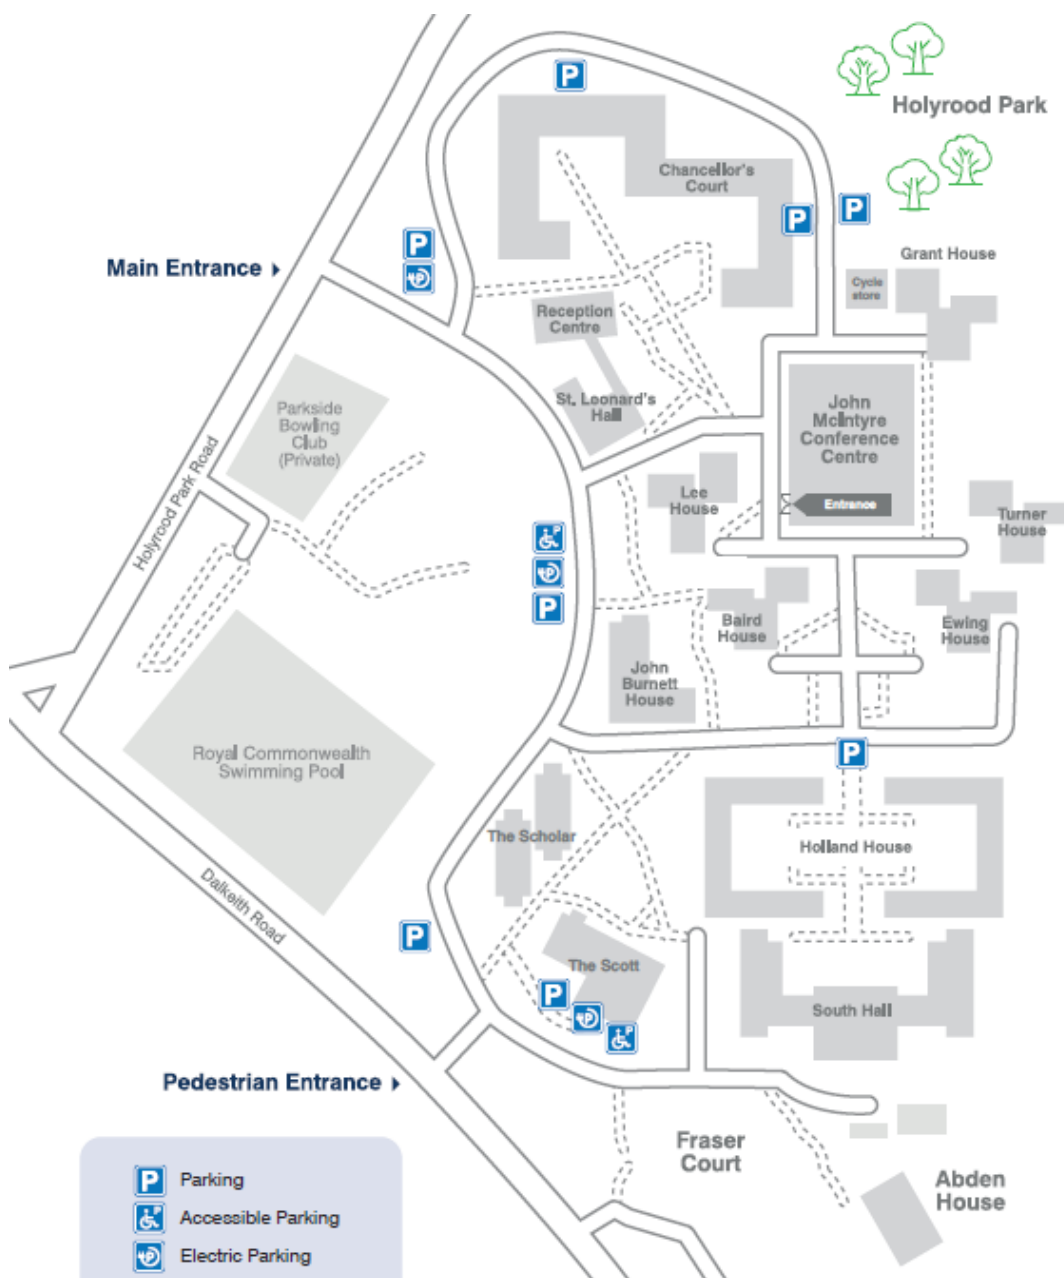 P
Holyrood Park
Chancellor's
Court
P
P
P
P
Main Entrance
Grant House
Cycle
store
Reception
Centre
St. Leonard's
Hall
Parkside
Bowling
Club
(Private)
John
McIntyre
Conference
Centre
Entrance
Holyrood Park Road
Lee
House
Turner
House
P
P
P
Baird
House
Ewing
House
John
Burnett
House
Royal Commonwealth
Swimming Pool
P
The Scholar
Holland House
Dalkeith Road
P
The Scott
P
P
P
South Hall
Pedestrian Entrance
Fraser
Court
Abden
House
P Parking
P Accessible Parking
P Electric Parking